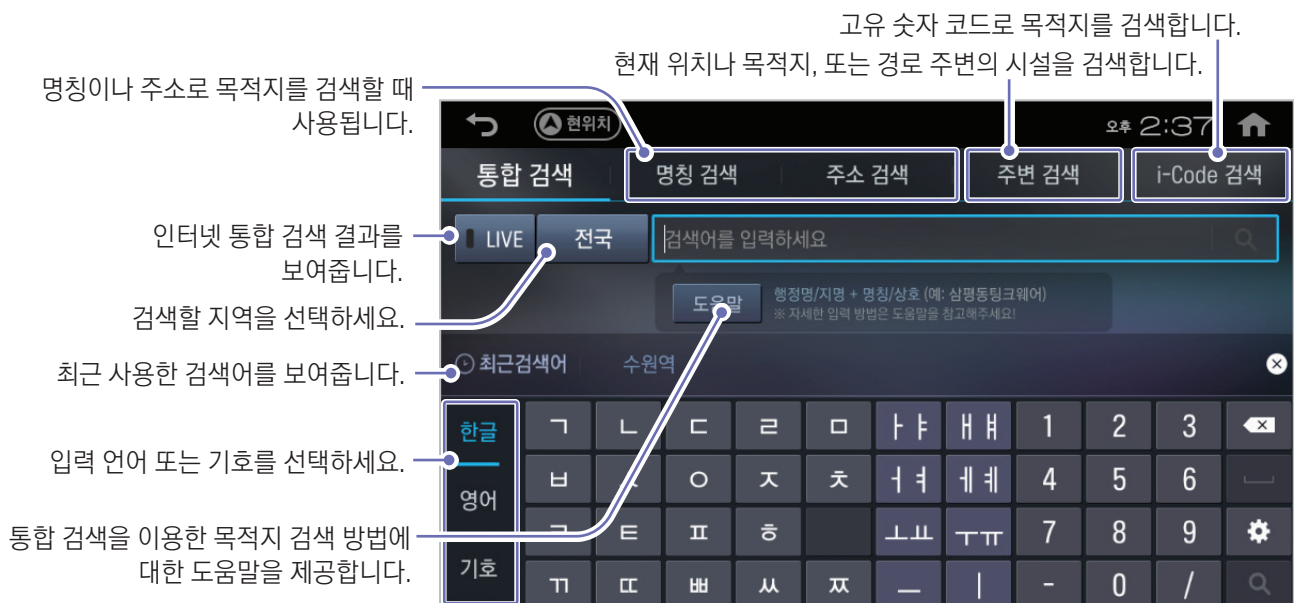 고유 숫자 코드로 목적지를 검색합니다.
현재 위치나 목적지, 또는 경로 주변의 시설을 검색합니다.
명칭이나 주소로 목적지를 검색할 때
사용됩니다.
현위치
오후 2:37
통합 검색 명칭 검색 주소 검색 주변 검색 i-Code 검색
인터넷 통합 검색 결과를
보여줍니다.
LIVE 전국 검색어를 입력하세요
검색할 지역을 선택하세요.
도움말
행정명/지명 + 명칭/상호 (예: 삼평동팅크웨어)
※ 자세한 입력 방법은 도움말을 참고해주세요!
최근 사용한 검색어를 보여줍니다.
최근검색어 수원역
입력 언어 또는 기호를 선택하세요.
한글
영어
기호
ㄱ ㄴ ㄷ ㄹ ㅁ ㅏㅑ ㅐㅒ 1 2 3
ㅂ ㅇ ㅈ ㅊ ㅓㅕ ㅔㅖ 4 5 6
ㅋ ㅌ ㅍ ㅎ ㅗㅛ ㅜㅠ 7 8 9
ㄲ ㄸ ㅃ ㅆ ㅉ ㅡ ㅣ - 0 /
통합 검색을 이용한 목적지 검색 방법에
대한 도움말을 제공합니다.